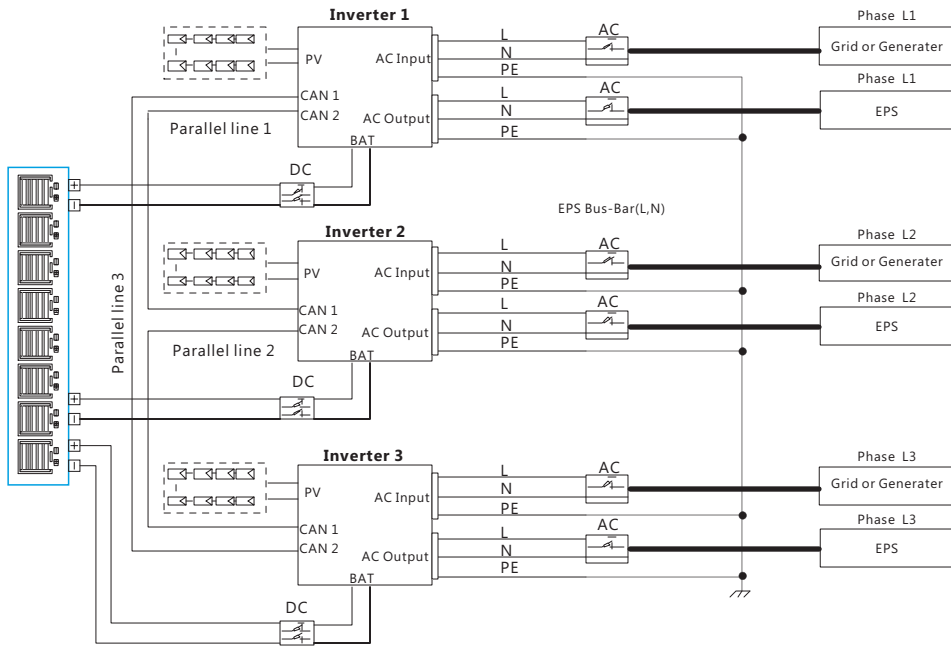 Inverter 1
PV
AC Input
CAN 1
CAN 2
AC Output
BAT
L
N
PE
L
N
PE
AC
AC
Phase L1
Grid or Generater
Phase L1
EPS
Parallel line 1
DC
+
−
EPS Bus-Bar(L,N)
Inverter 2
PV
AC Input
CAN 1
CAN 2
AC Output
BAT
L
N
PE
L
N
PE
AC
AC
Phase L2
Grid or Generater
Phase L2
EPS
Parallel line 3
Parallel line 2
DC
+
−
+
−
Inverter 3
PV
AC Input
CAN 1
CAN 2
AC Output
BAT
L
N
PE
L
N
PE
AC
AC
Phase L3
Grid or Generater
Phase L3
EPS
DC